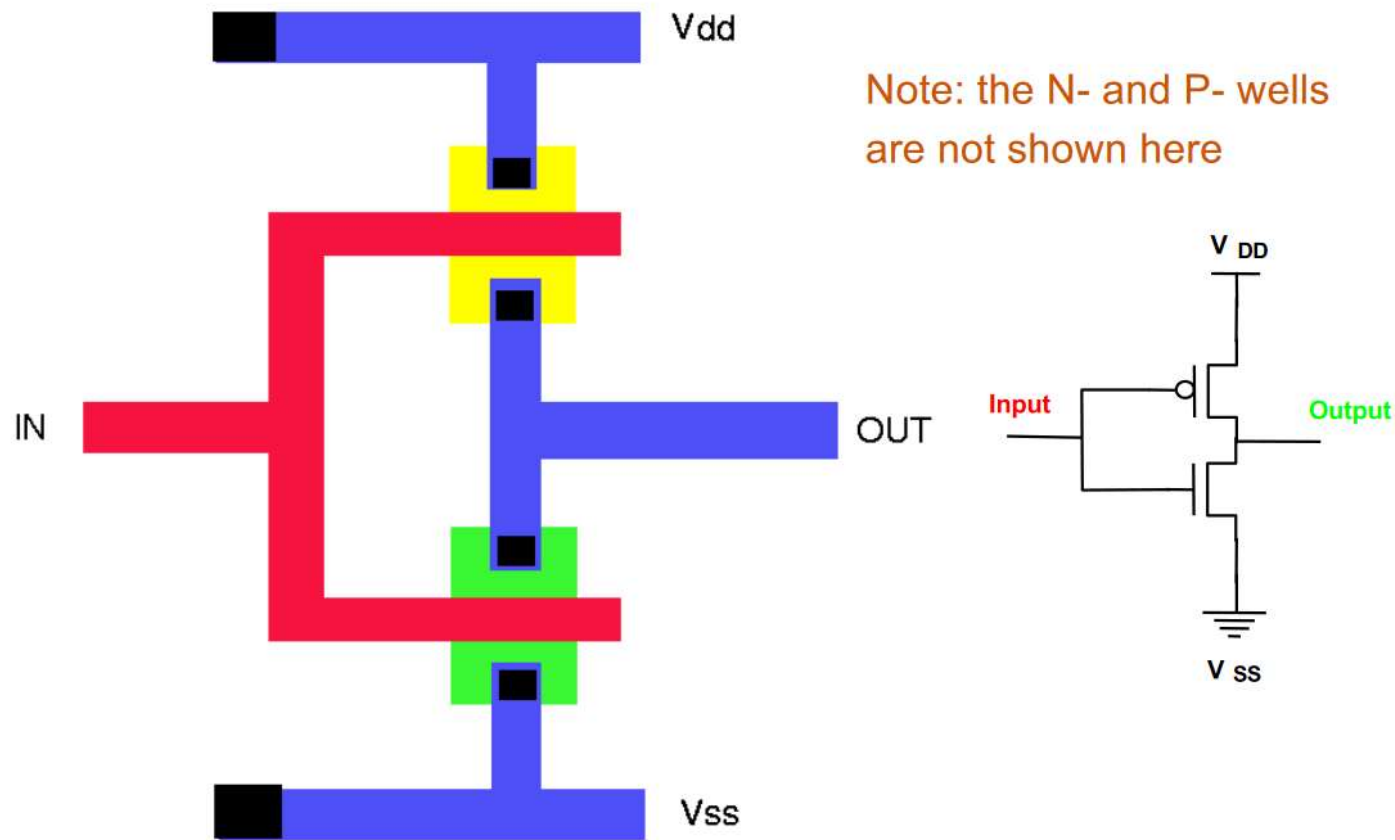 Vdd
Note: the N- and P- wells
are not shown here
V DD
IN
OUT
Input
Output
V SS
Vss